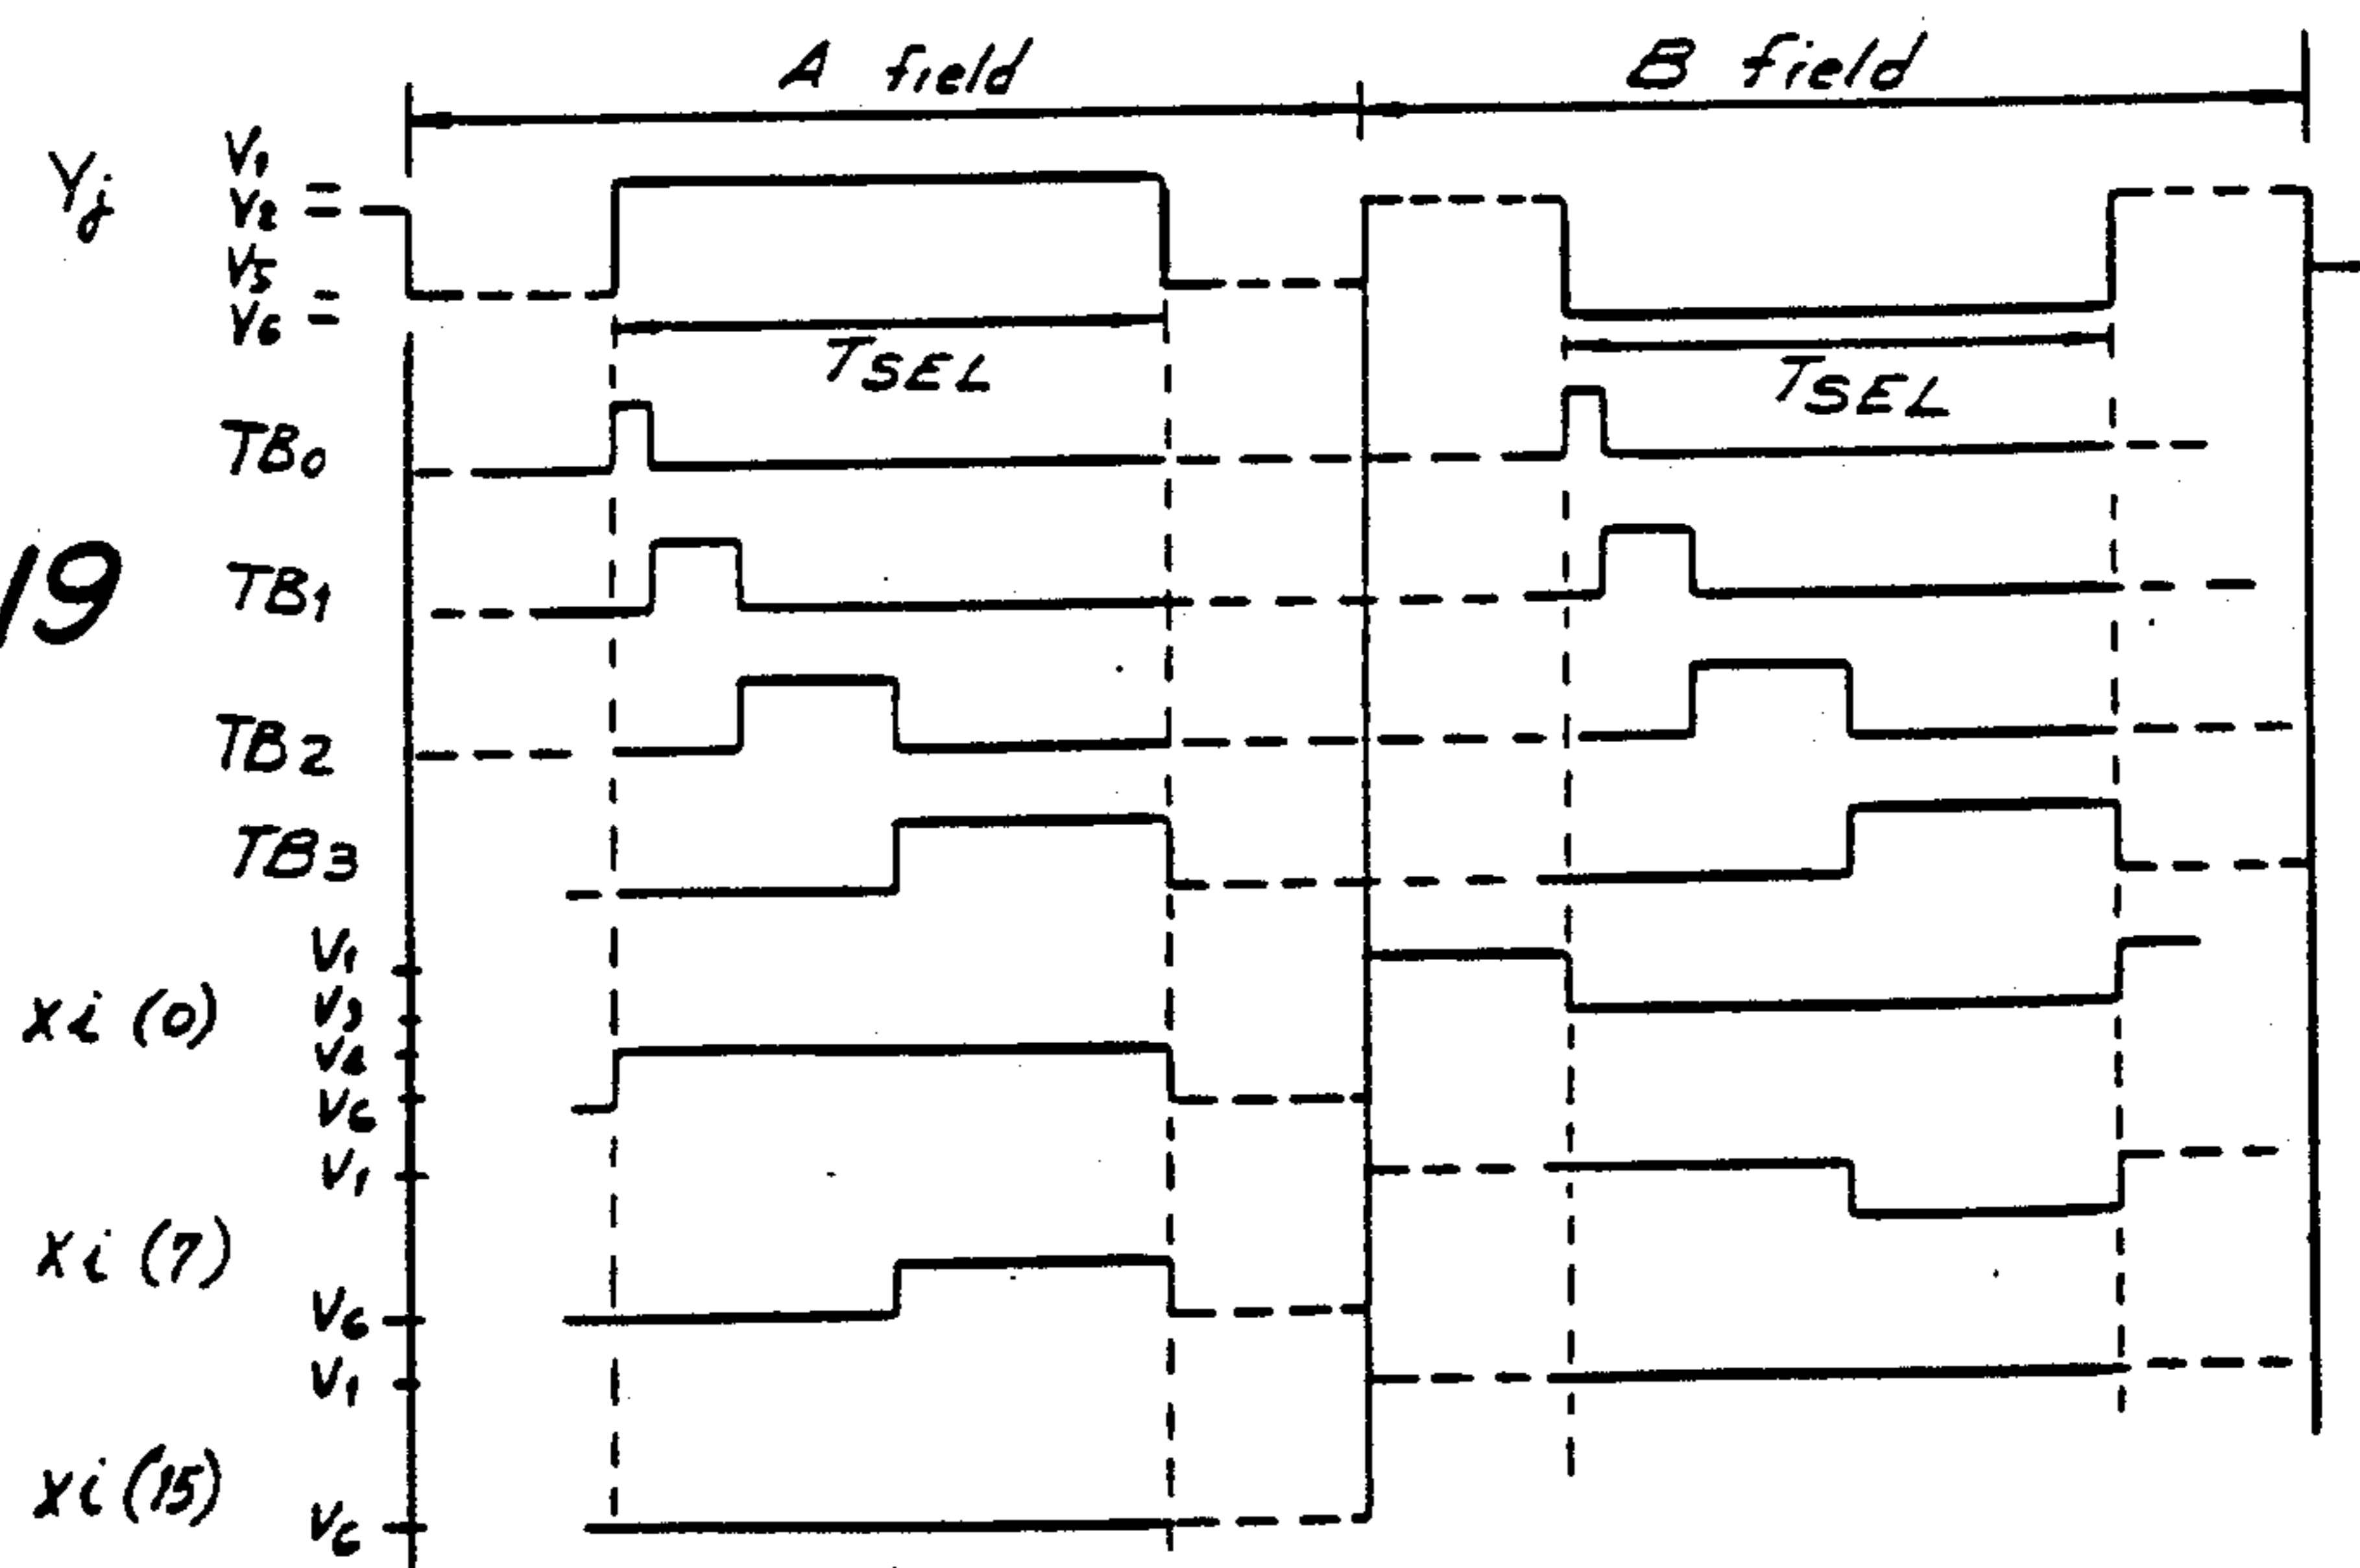 A field B field
Yj
V1
V2
V5
V6
TSEL TSEL
TB0
19
TB1
TB2
TB3
V1
Xi (0)
V3
V4
V6
V1
Xi (7)
V6
V1
Xi (15)
V6